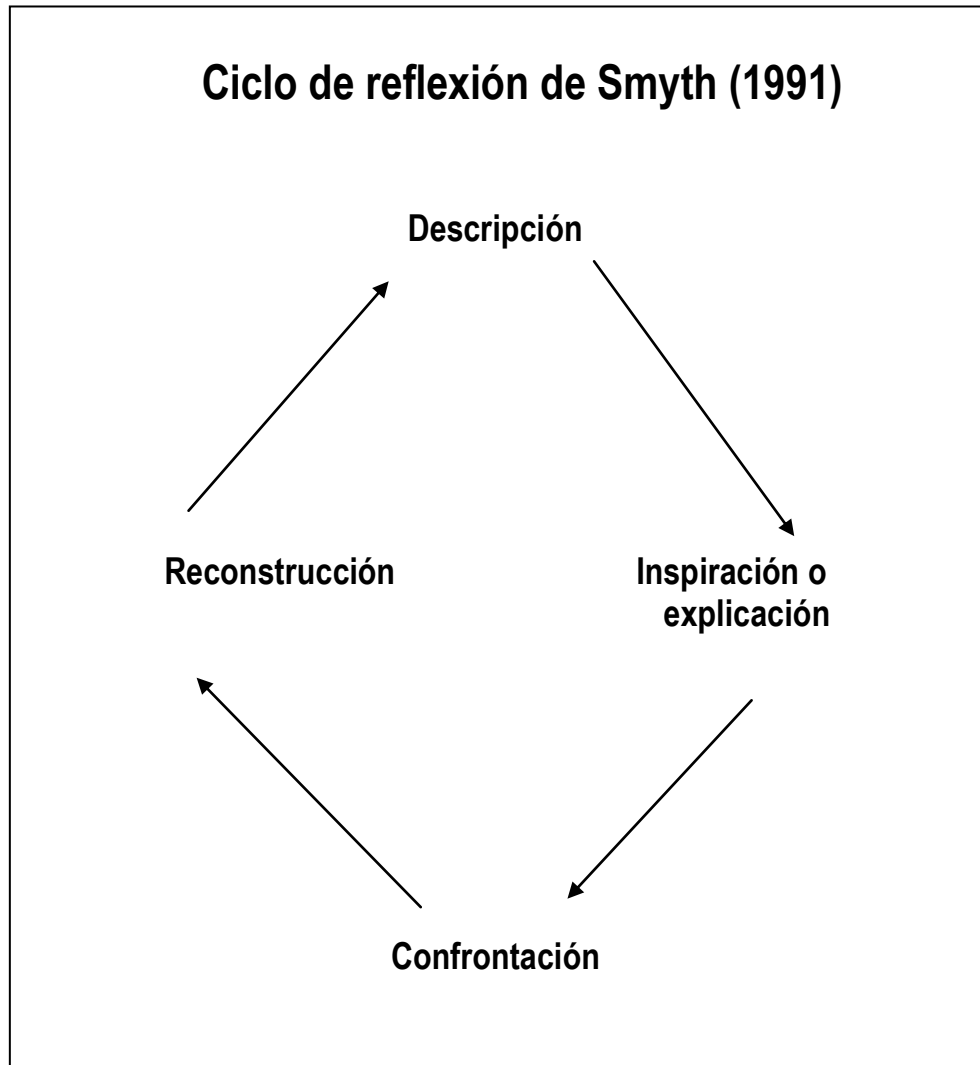 Ciclo de reflexión de Smyth (1991)
Descripción
Reconstrucción
Inspiración o
explicación
Confrontación